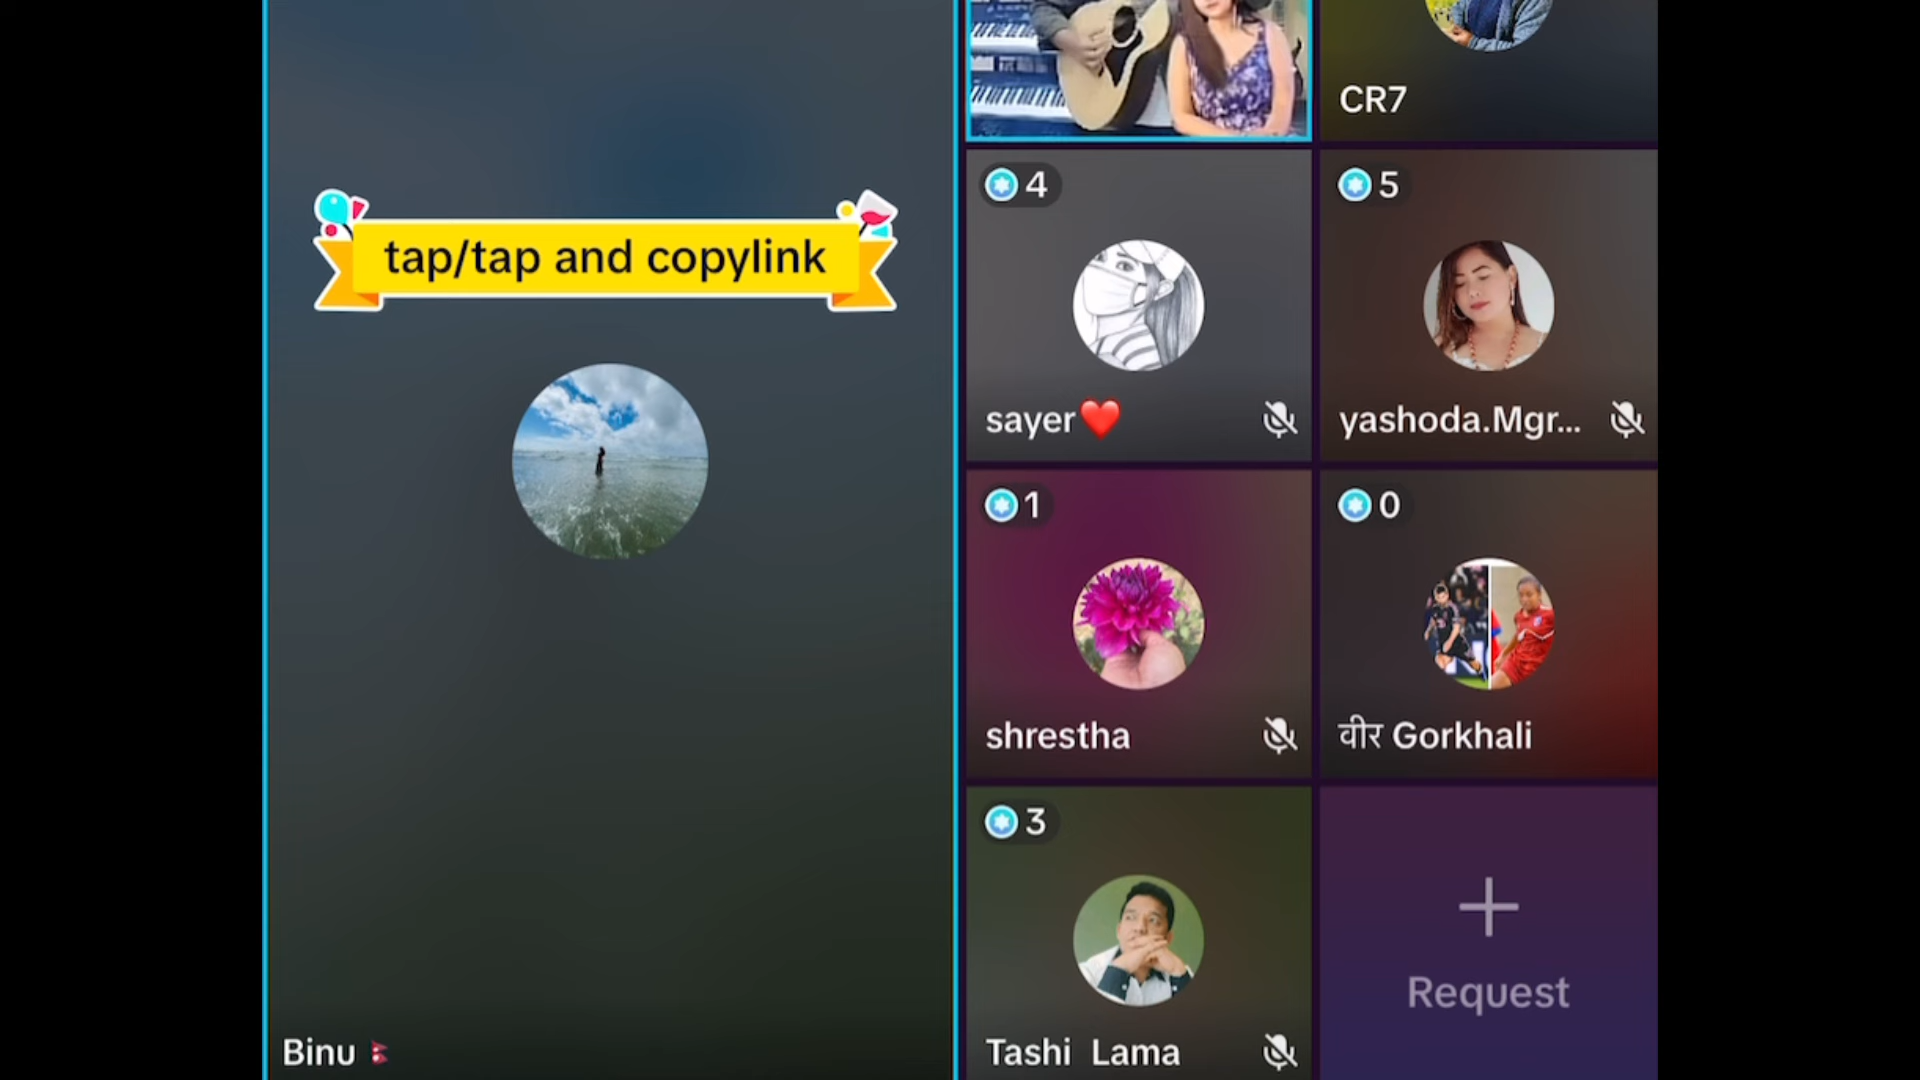 tap/tap and copylink
Binu
CR7
4
sayer❤️
5
yashoda.Mgr...
1
shrestha
0
वीर Gorkhali
3
Tashi Lama
Request